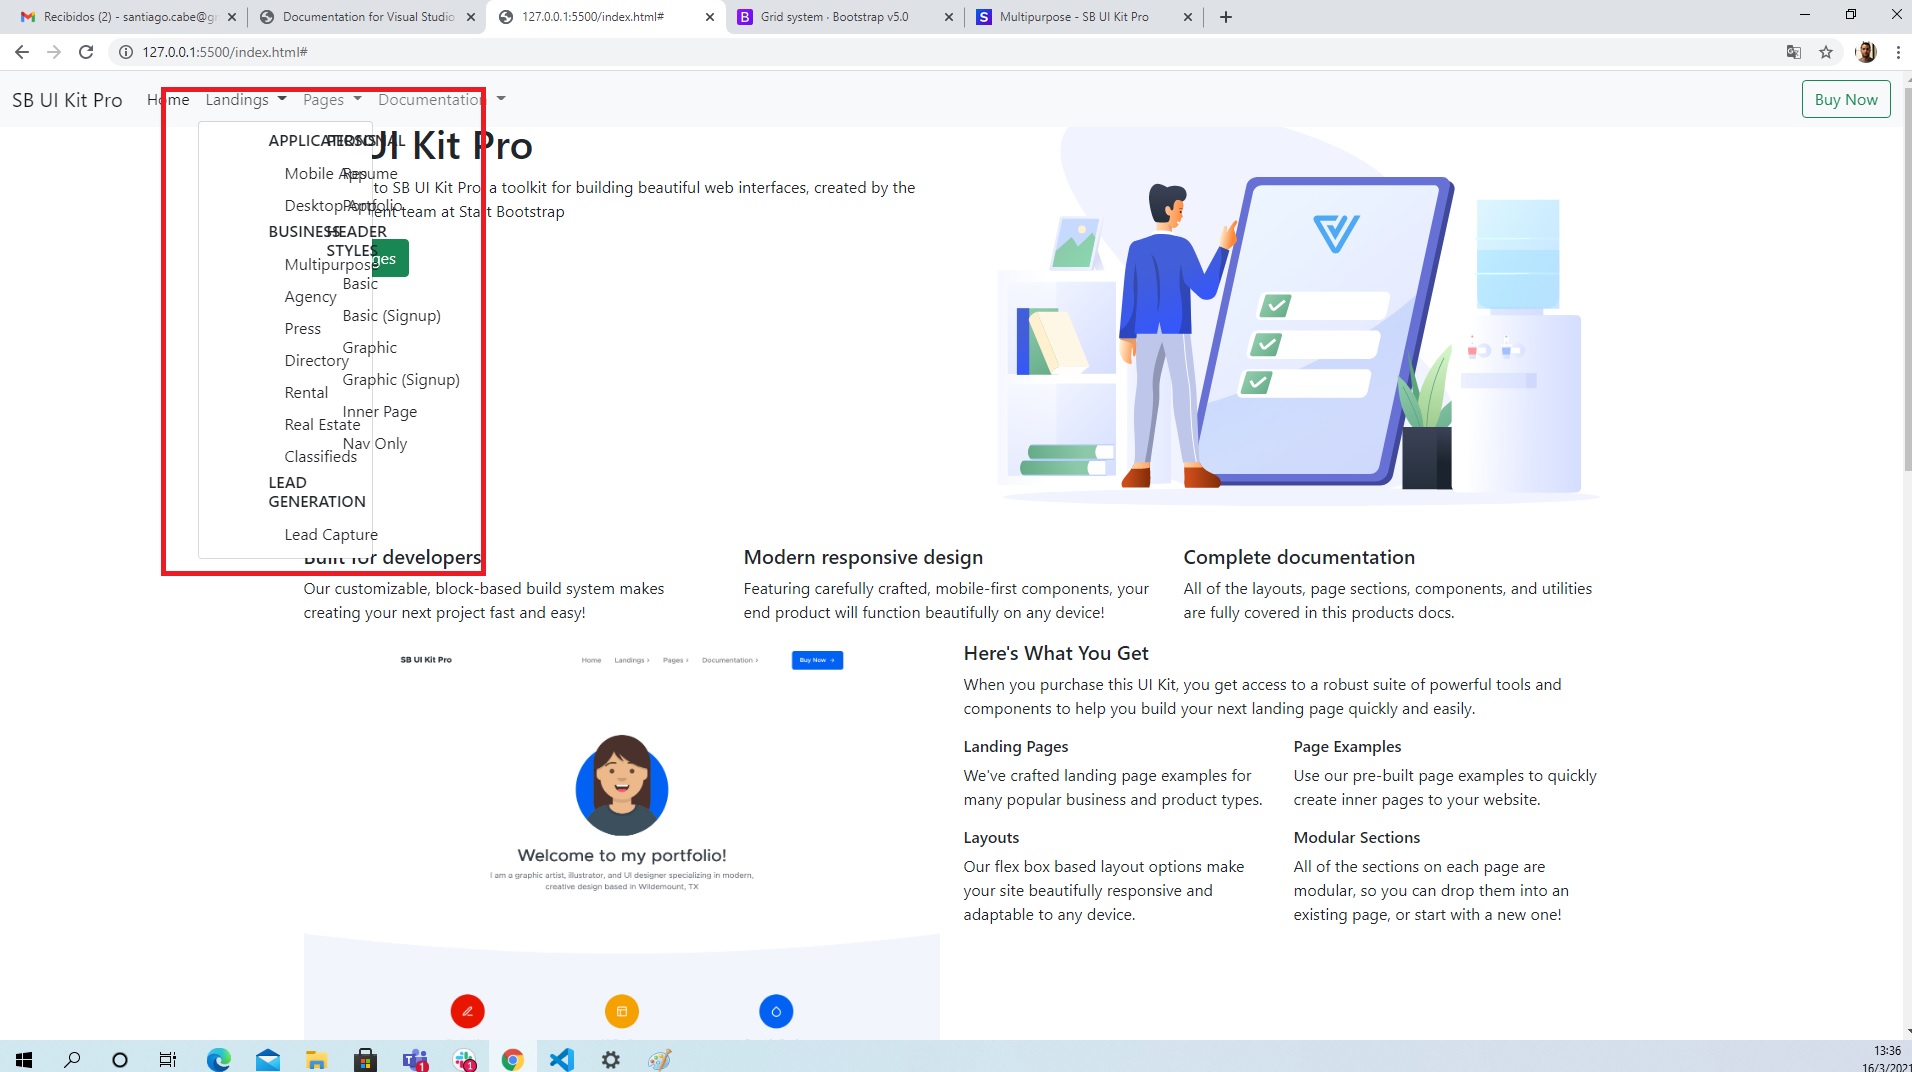 Recibidos (2) - santiago.cabe@g
Documentation for Visual Studio
127.0.0.1:5500/index.html#
Grid system · Bootstrap v5.0
Multipurpose - SB UI Kit Pro
127.0.0.1:5500/index.html#
SB UI Kit Pro
Home
Landings
Pages
Documentation
Buy Now
UI Kit Pro
to SB UI Kit Pro, a toolkit for building beautiful web interfaces, created by the
ent team at Start Bootstrap
ges
APPLICATIONS
Mobile App
Desktop App
BUSINESS
Multipurpose
Agency
Press
Directory
Rental
Real Estate
Classifieds
LEAD
GENERATION
Lead Capture
PERSONAL
Resume
Portfolio
HEADER
STYLES
Basic
Basic (Signup)
Graphic
Graphic (Signup)
Inner Page
Nav Only
Built for developers
Our customizable, block-based build system makes
creating your next project fast and easy!
Modern responsive design
Featuring carefully crafted, mobile-first components, your
end product will function beautifully on any device!
Complete documentation
All of the layouts, page sections, components, and utilities
are fully covered in this products docs.
SB UI Kit Pro
Home
Landings ›
Pages ›
Documentation ›
Buy Now →
Welcome to my portfolio!
I am a graphic artist, illustrator, and UI designer specializing in modern,
creative design based in Wildemount, TX
Here's What You Get
When you purchase this UI Kit, you get access to a robust suite of powerful tools and
components to help you build your next landing page quickly and easily.
Landing Pages
We've crafted landing page examples for
many popular business and product types.
Page Examples
Use our pre-built page examples to quickly
create inner pages to your website.
Layouts
Our flex box based layout options make
your site beautifully responsive and
adaptable to any device.
Modular Sections
All of the sections on each page are
modular, so you can drop them into an
existing page, or start with a new one!
1
1
13:36
16/3/2021